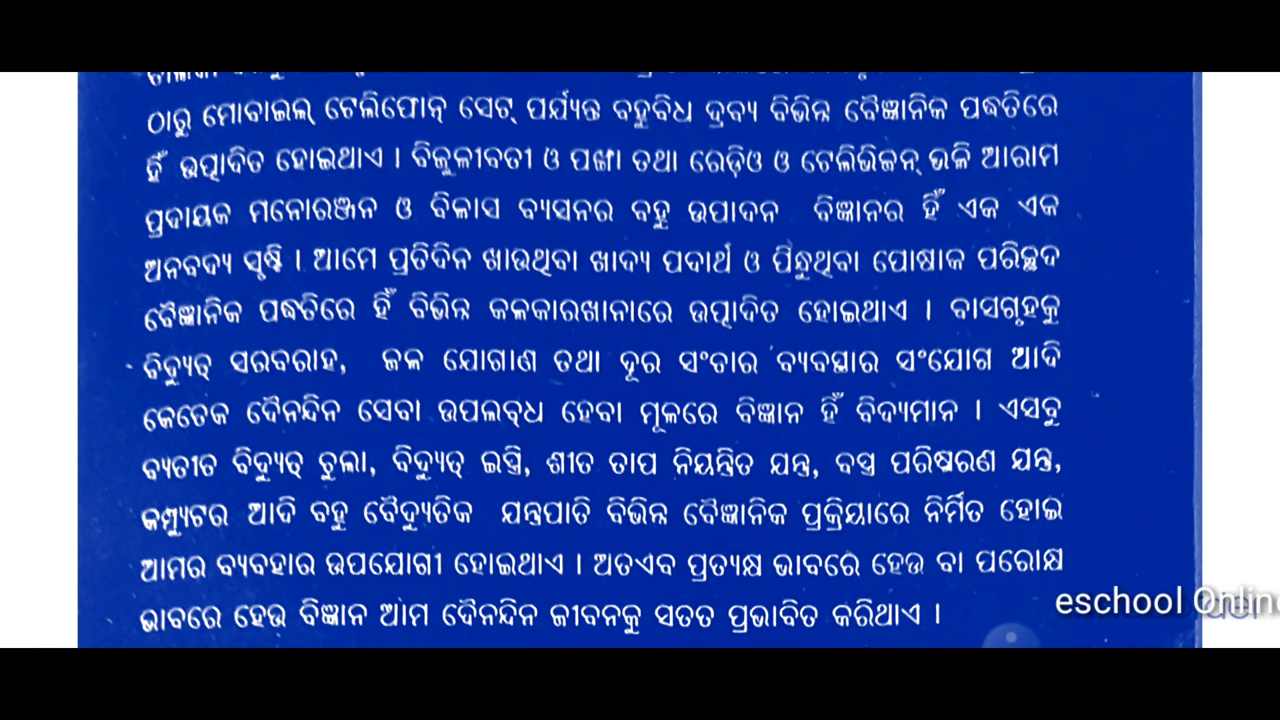 ଠାରୁ ମୋବାଇଲ୍ ଟେଲିଫୋନ୍ ସେଟ୍ ପର୍ଯ୍ୟନ୍ତ ବହୁବିଧ ଦ୍ରବ୍ୟ ବିଭିନ୍ନ ବୈଜ୍ଞାନିକ ପଦ୍ଧତିରେ
ହିଁ ଉତ୍ପାଦିତ ହୋଇଥାଏ । ବିଜୁଳୀବତୀ ଓ ପଙ୍ଖା ତଥା ରେଡ଼ିଓ ଓ ଟେଲିଭିଜନ୍ ଭଳି ଆରାମ
ପ୍ରଦାୟକ ମନୋରଞ୍ଜନ ଓ ବିଳାସ ବ୍ୟସନର ବହୁ ଉପାଦାନ ବିଜ୍ଞାନର ହିଁ ଏକ ଏକ
ଅନବଦ୍ୟ ସୃଷ୍ଟି । ଆମେ ପ୍ରତିଦିନ ଖାଉଥିବା ଖାଦ୍ୟ ପଦାର୍ଥ ଓ ପିନ୍ଧୁଥିବା ପୋଷାକ ପରିଚ୍ଛଦ
ବୈଜ୍ଞାନିକ ପଦ୍ଧତିରେ ହିଁ ବିଭିନ୍ନ କଳକାରଖାନାରେ ଉତ୍ପାଦିତ ହୋଇଥାଏ । ବାସଗୃହକୁ
ବିଦ୍ୟୁତ୍ ସରବରାହ, ଜଳ ଯୋଗାଣ ତଥା ଦୂର ସଂଚାର ବ୍ୟବସ୍ଥାର ସଂଯୋଗ ଆଦି
କେତେକ ଦୈନନ୍ଦିନ ସେବା ଉପଲବ୍ଧ ହେବା ମୂଳରେ ବିଜ୍ଞାନ ହିଁ ବିଦ୍ୟମାନ । ଏସବୁ
ବ୍ୟତୀତ ବିଦ୍ୟୁତ୍ ଚୁଲା, ବିଦ୍ୟୁତ୍ ଇସ୍ତ୍ରି, ଶୀତ ତାପ ନିୟନ୍ତ୍ରିତ ଯନ୍ତ୍ର, ବସ୍ତ୍ର ପରିଷ୍କରଣ ଯନ୍ତ୍ର,
କମ୍ପ୍ୟୁଟର ଆଦି ବହୁ ବୈଦ୍ୟୁତିକ ଯନ୍ତ୍ରପାତି ବିଭିନ୍ନ ବୈଜ୍ଞାନିକ ପ୍ରକ୍ରିୟାରେ ନିର୍ମିତ ହୋଇ
ଆମର ବ୍ୟବହାର ଉପଯୋଗୀ ହୋଇଥାଏ । ଅତଏବ ପ୍ରତ୍ୟକ୍ଷ ଭାବରେ ହେଉ ବା ପରୋକ୍ଷ
ଭାବରେ ହେଉ ବିଜ୍ଞାନ ଆମ ଦୈନନ୍ଦିନ ଜୀବନକୁ ସତତ ପ୍ରଭାବିତ କରିଥାଏ ।
eschool Online